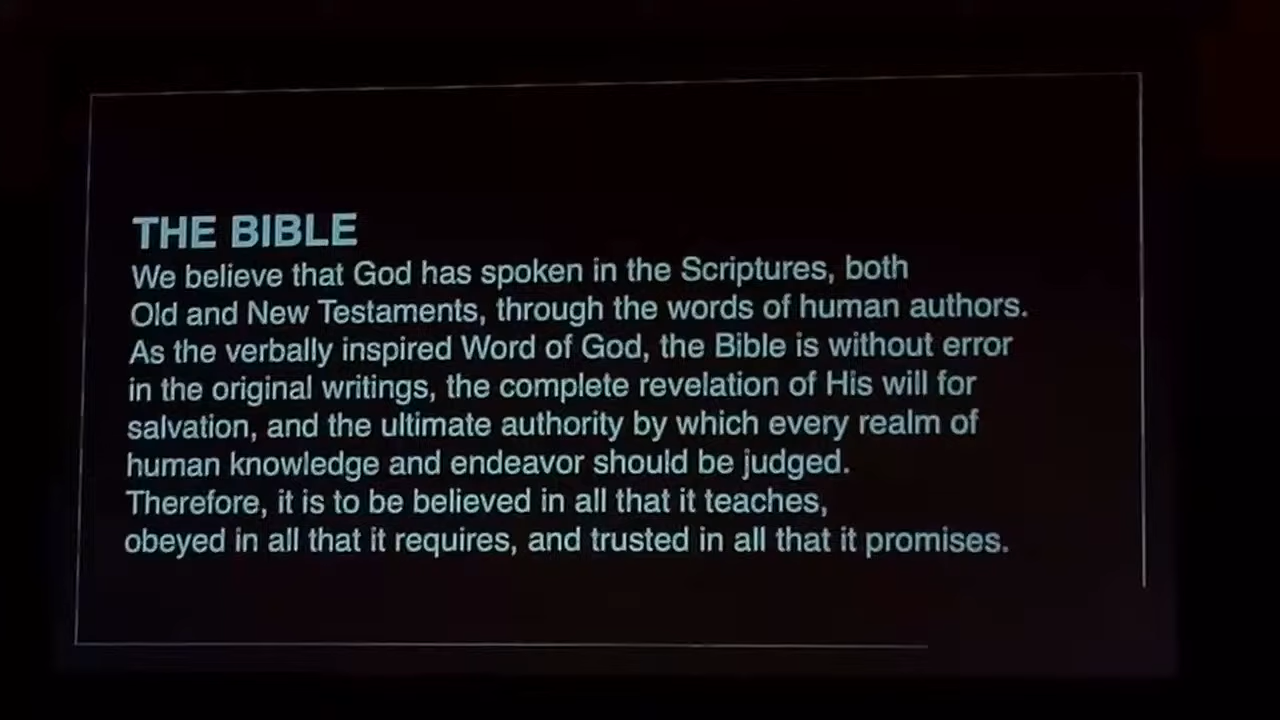 THE BIBLE
We believe that God has spoken in the Scriptures, both
Old and New Testaments, through the words of human authors.
As the verbally inspired Word of God, the Bible is without error
in the original writings, the complete revelation of His will for
salvation, and the ultimate authority by which every realm of
human knowledge and endeavor should be judged.
Therefore, it is to be believed in all that it teaches,
obeyed in all that it requires, and trusted in all that it promises.